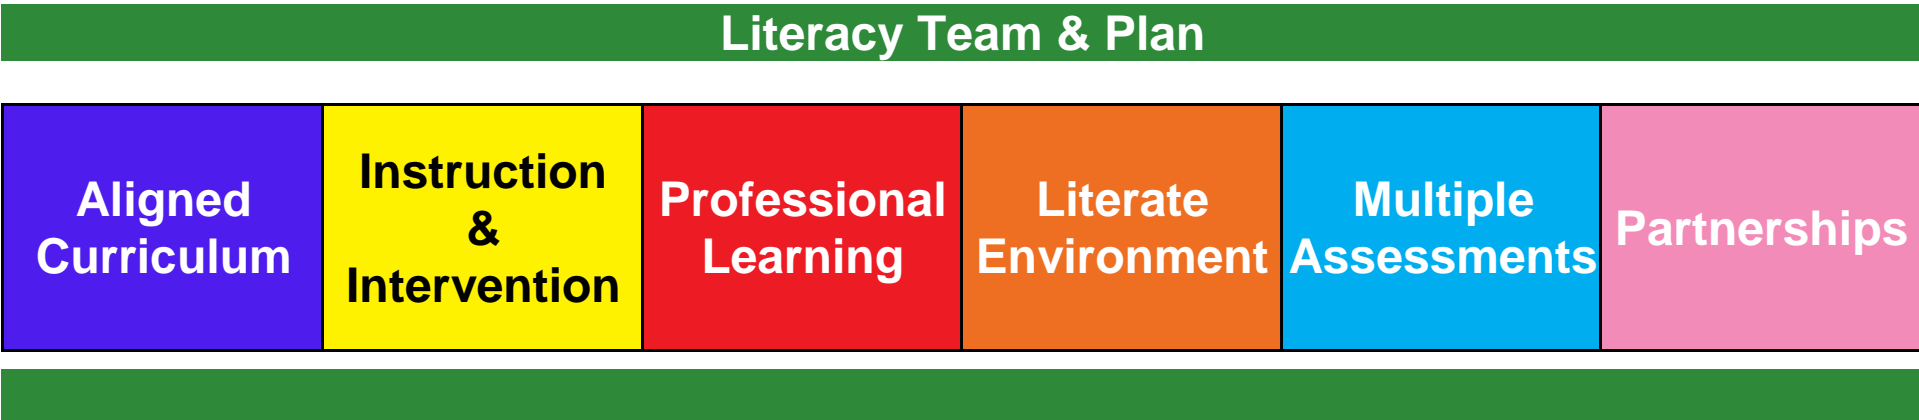 Literacy Team & Plan
Aligned
Curriculum
Instruction
&
Intervention
Professional
Learning
Literate
Environment
Multiple
Assessments
Partnerships